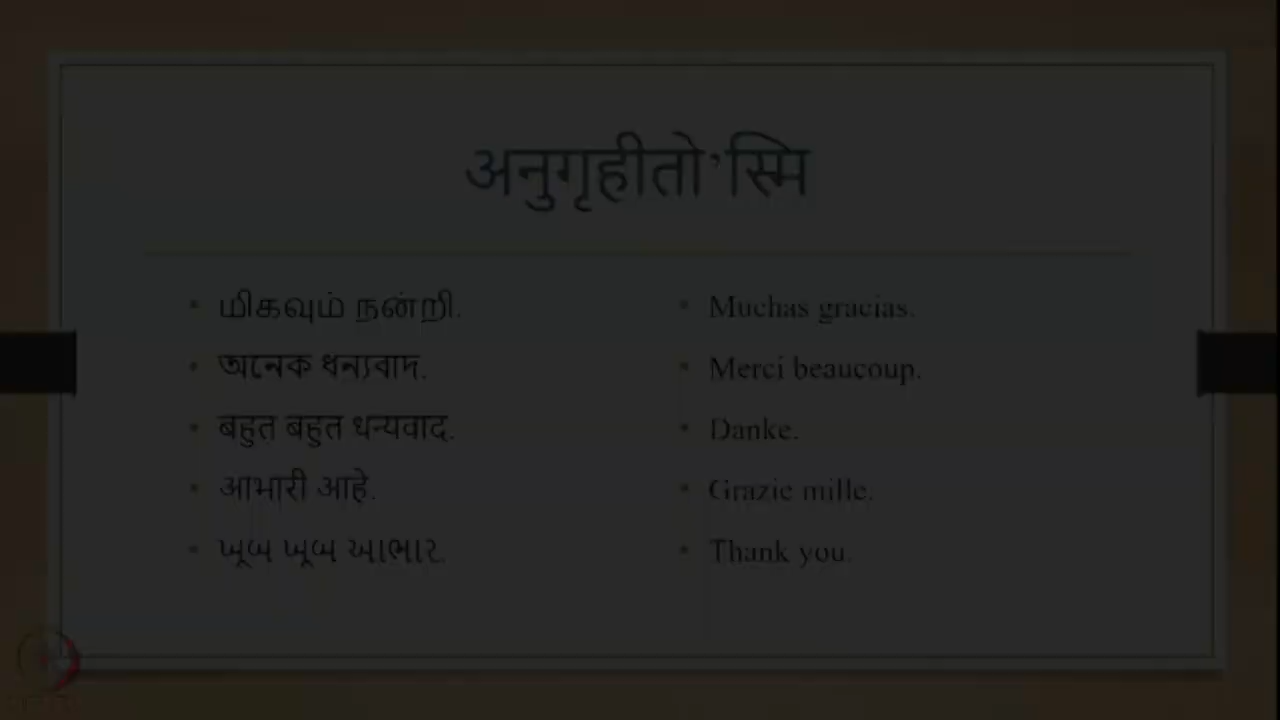 अनुगृहीतो’स्मि
மிகவும் நன்றி.
অনেক ধন্যবাদ.
बहुत बहुत धन्यवाद.
आभारी आहे.
ખૂબ ખૂબ આભાર.
Muchas gracias.
Merci beaucoup.
Danke.
Grazie mille.
Thank you.